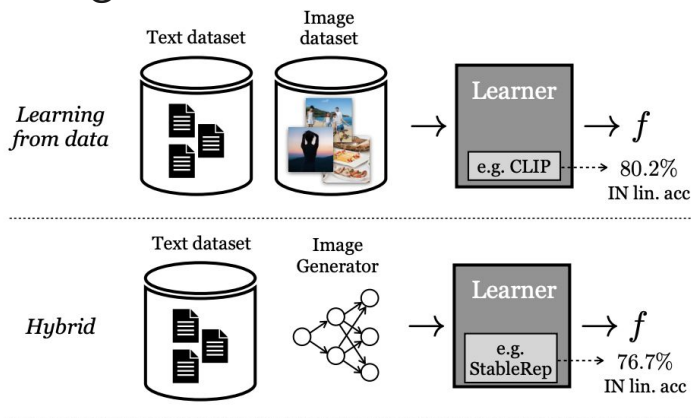 Text dataset
Image
dataset
Learning
from data
Learner
e.g. CLIP
f
80.2%
IN lin. acc
Text dataset
Image
Generator
Hybrid
Learner
e.g.
StableRep
f
76.7%
IN lin. acc